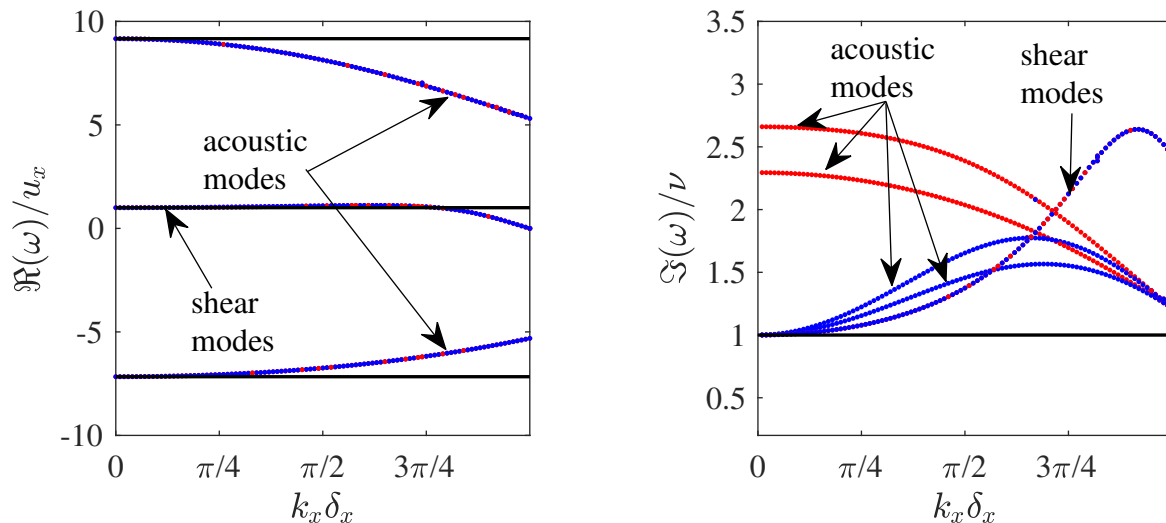 10
5
0
-5
-10
ℜ(ω)/u_x
acoustic
modes
shear
modes
0 π/4 π/2 3π/4
k_xδ_x
3.5
3
2.5
2
1.5
1
0.5
ℑ(ω)/ν
acoustic
modes
shear
modes
0 π/4 π/2 3π/4
k_xδ_x